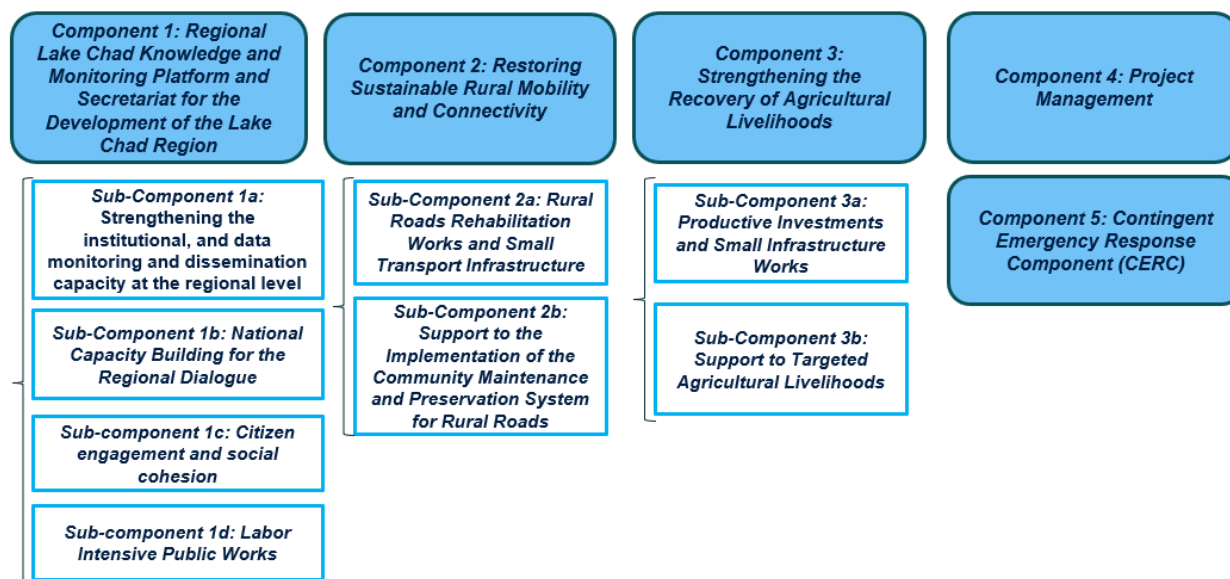 Component 1: Regional
Lake Chad Knowledge and
Monitoring Platform and
Secretariat for the
Development of the Lake
Chad Region
Sub-Component 1a:
Strengthening the
institutional, and data
monitoring and dissemination
capacity at the regional level
Sub-Component 1b: National
Capacity Building for the
Regional Dialogue
Sub-component 1c: Citizen
engagement and social
cohesion
Sub-component 1d: Labor
Intensive Public Works
Component 2: Restoring
Sustainable Rural Mobility
and Connectivity
Sub-Component 2a: Rural
Roads Rehabilitation
Works and Small
Transport Infrastructure
Sub-Component 2b:
Support to the
Implementation of the
Community Maintenance
and Preservation System
for Rural Roads
Component 3:
Strengthening the
Recovery of Agricultural
Livelihoods
Sub-Component 3a:
Productive Investments
and Small Infrastructure
Works
Sub-Component 3b:
Support to Targeted
Agricultural Livelihoods
Component 4: Project
Management
Component 5: Contingent
Emergency Response
Component (CERC)